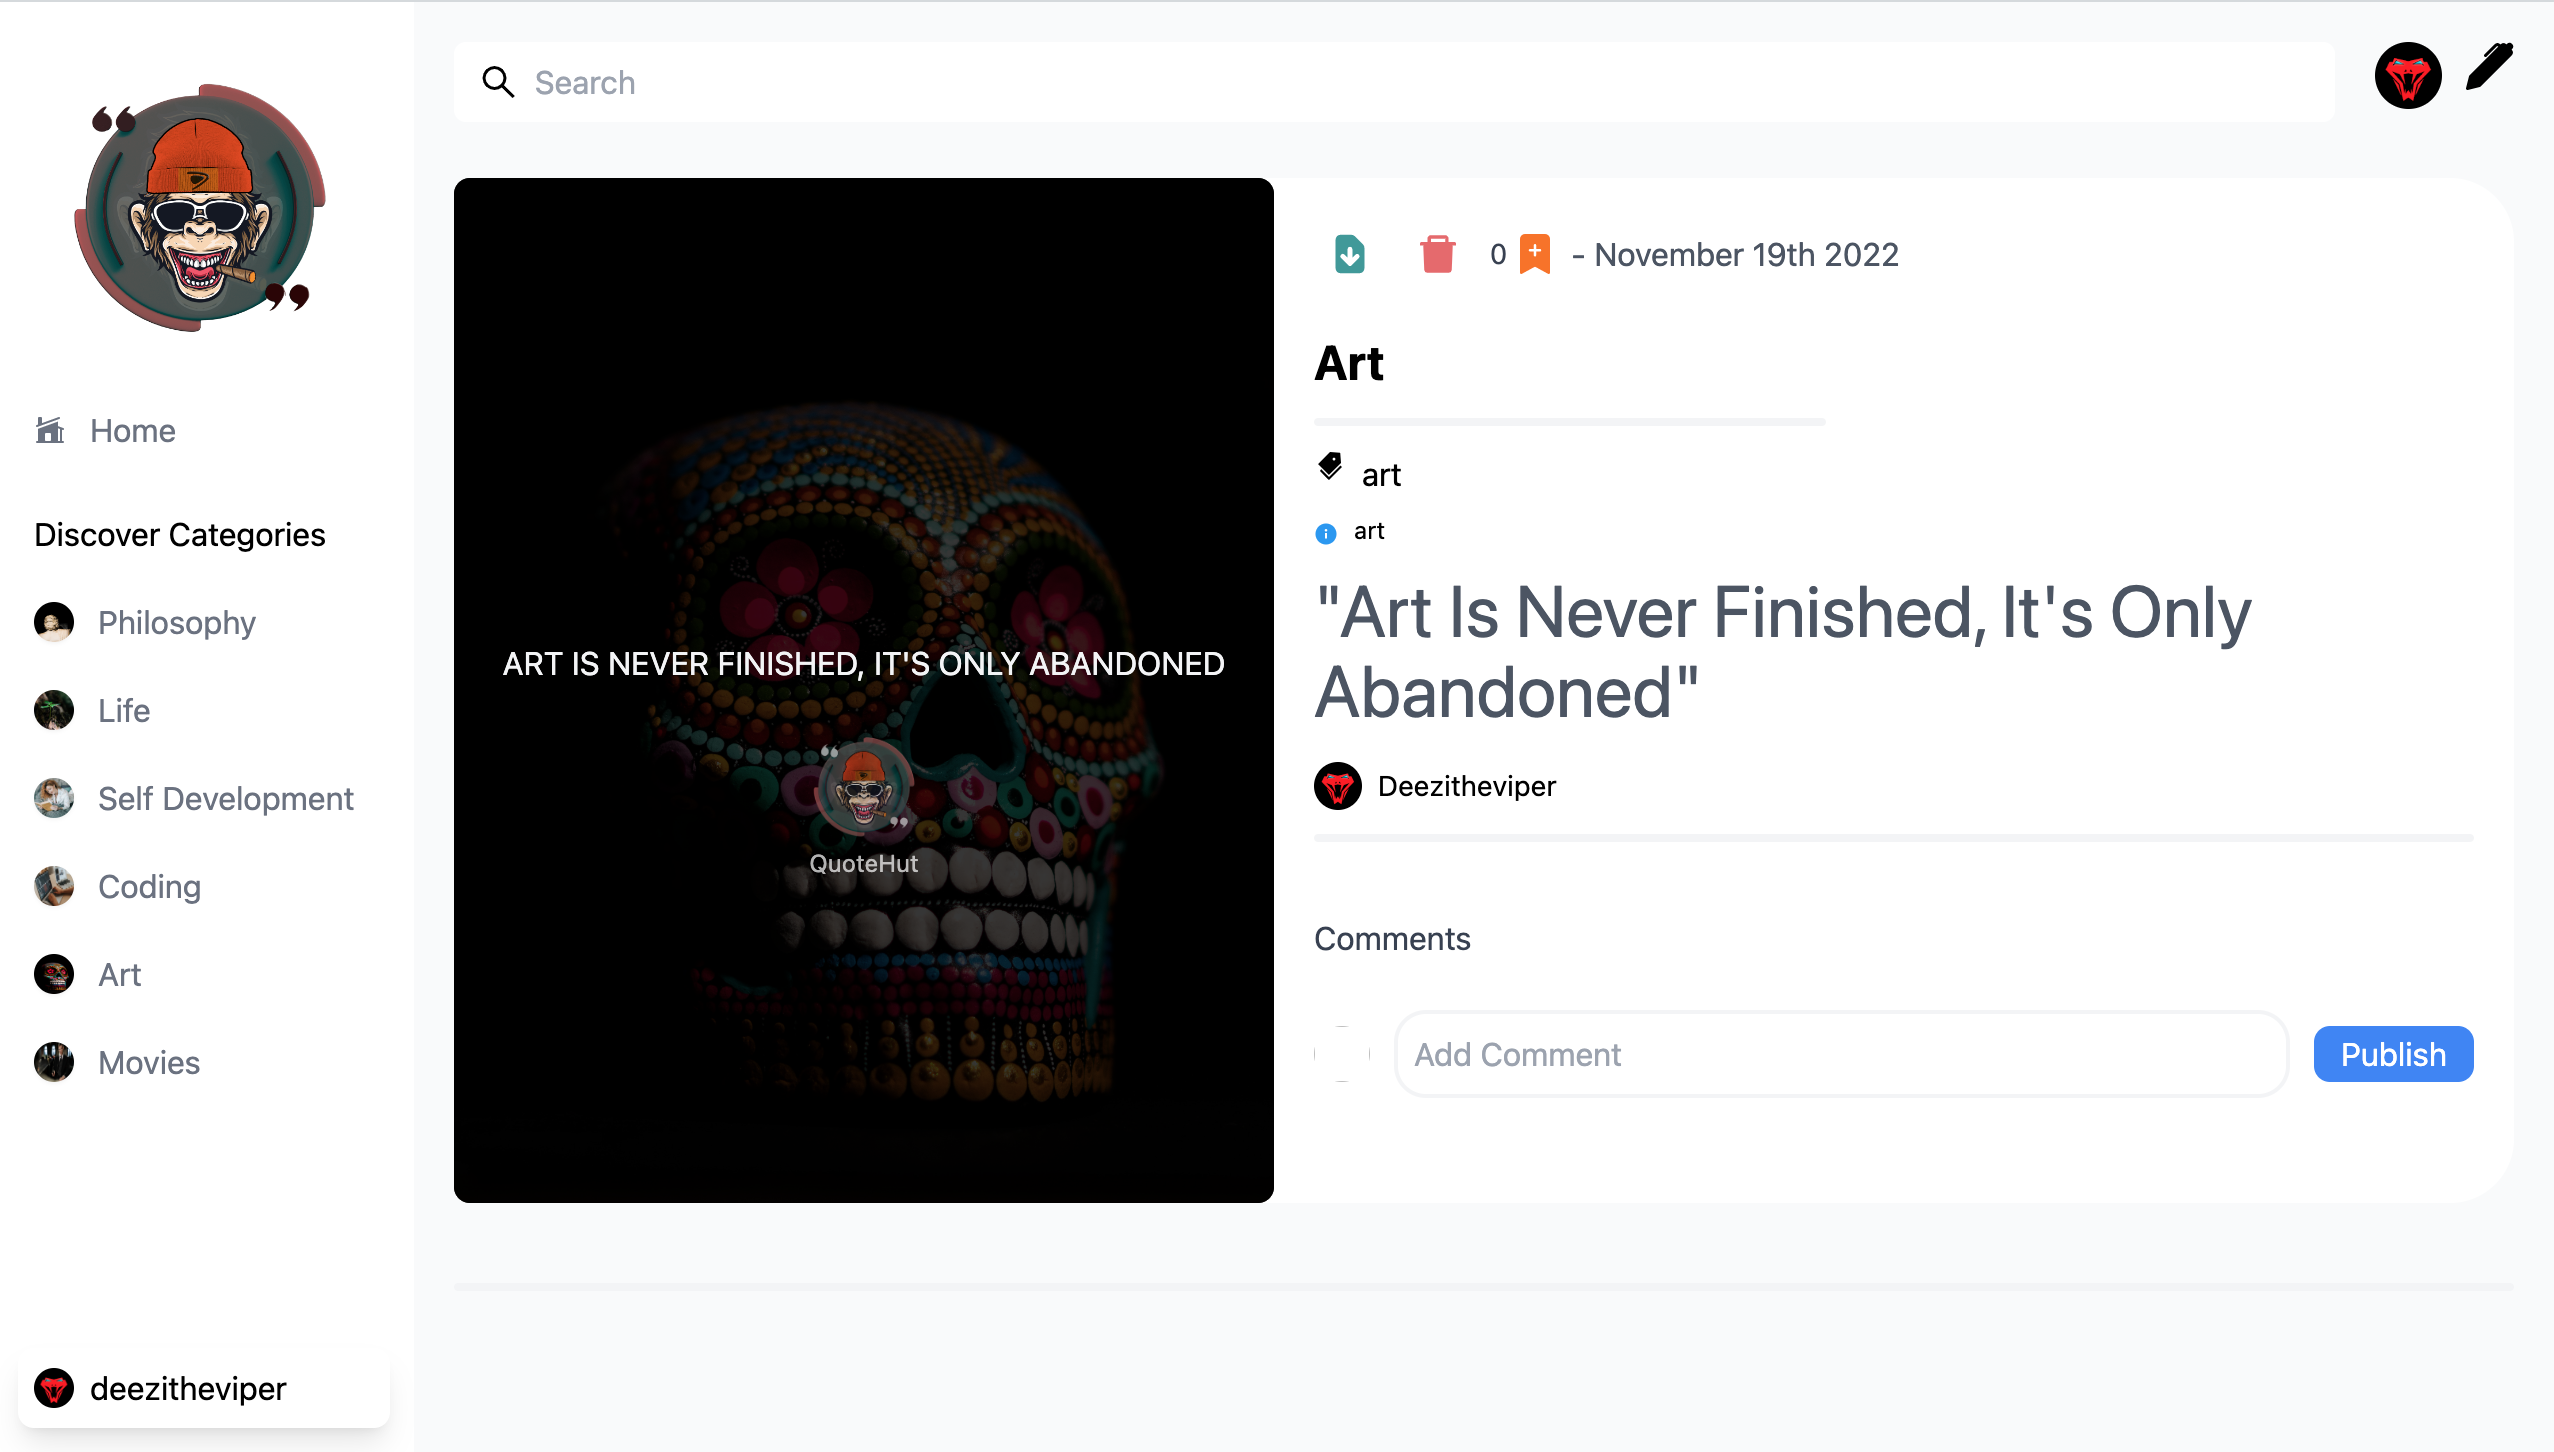 Search
Home
Discover Categories
Philosophy
Life
Self Development
Coding
Art
Movies
deezitheviper
ART IS NEVER FINISHED, IT'S ONLY ABANDONED
QuoteHut
0 - November 19th 2022
Art
art
art
"Art Is Never Finished, It's Only
Abandoned"
Deezitheviper
Comments
Add Comment
Publish